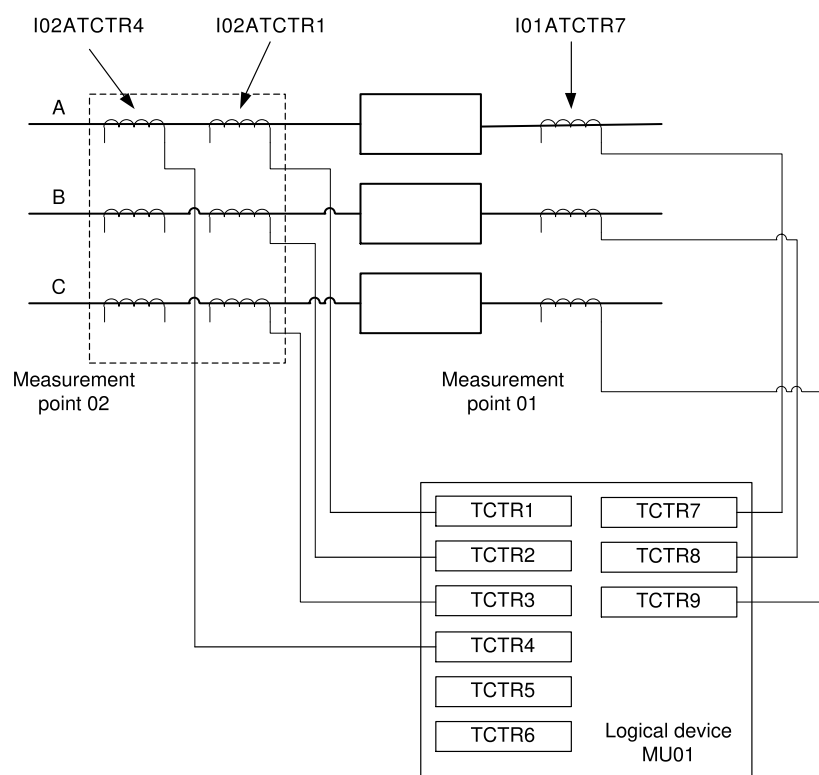 I02ATCTR4 I02ATCTR1 I01ATCTR7
A
B
C
Measurement
point 02
Measurement
point 01
TCTR1 TCTR7
TCTR2 TCTR8
TCTR3 TCTR9
TCTR4
TCTR5
TCTR6
Logical device
MU01